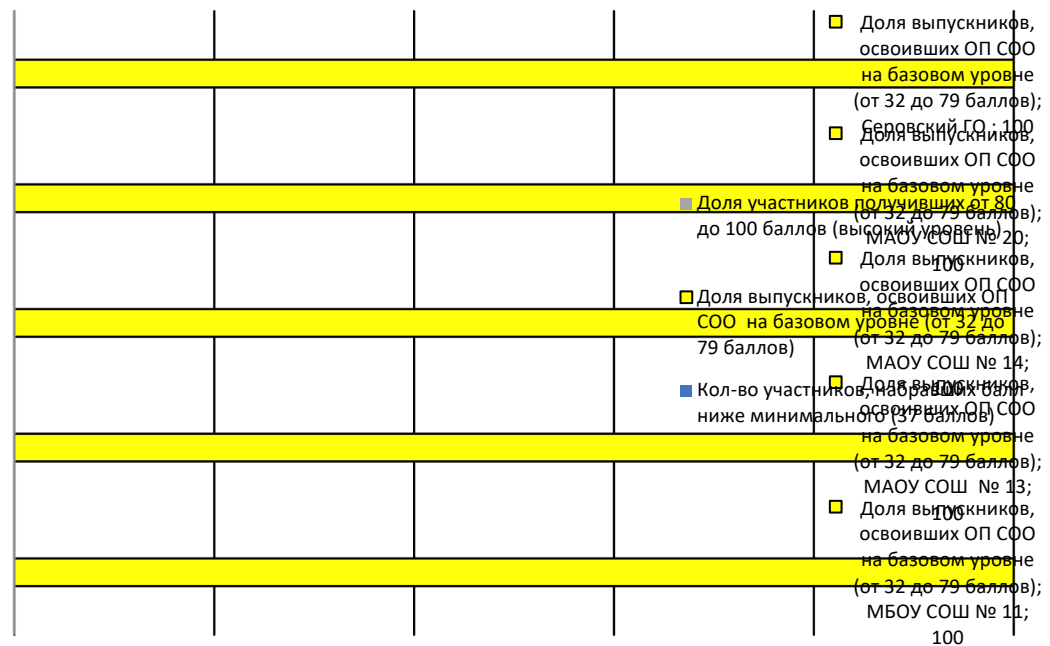 Доля выпускников,
освоивших ОП СОО
на базовом уровне
(от 32 до 79 баллов);
Серовский ГО ; 100
Доля выпускников,
освоивших ОП СОО
на базовом уровне
(от 32 до 79 баллов);
МАОУ СОШ № 20;
100
Доля выпускников,
освоивших ОП СОО
на базовом уровне
(от 32 до 79 баллов);
МАОУ СОШ № 14;
100
Доля выпускников,
освоивших ОП СОО
на базовом уровне
(от 32 до 79 баллов);
МАОУ СОШ № 13;
100
Доля выпускников,
освоивших ОП СОО
на базовом уровне
(от 32 до 79 баллов);
МБОУ СОШ № 11;
100
Доля участников получивших от 80
до 100 баллов (высокий уровень)
Доля выпускников, освоивших ОП
СОО на базовом уровне (от 32 до
79 баллов)
Кол-во участников, набравших балл
ниже минимального (37 баллов)